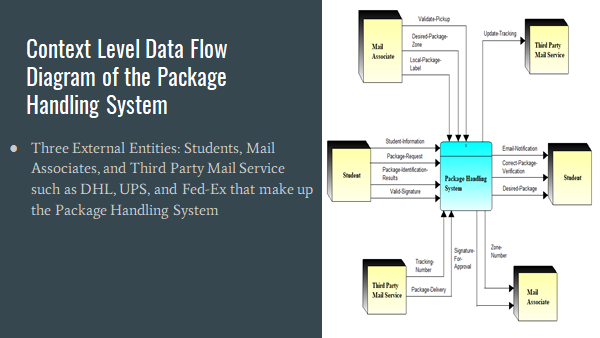 Context Level Data Flow
Diagram of the Package
Handling System
● Three External Entities: Students, Mail
Associates, and Third Party Mail Service
such as DHL, UPS, and Fed-Ex that make up
the Package Handling System
Validate-Pickup
Mail
Associate
Desired-Package-
Zone
Local-Package-
Label
Update-Tracking
Third Party
Mail Service
Student
Student-Information
Package-Request
Package-Identification-
Results
Valid-Signature
0
Package Handling
System
Email-Notification
Correct-Package-
Verification
Desired-Package
Student
Third Party
Mail Service
Tracking-
Number
Package-Delivery
Signature-
For-
Approval
Zone-
Number
Mail
Associate